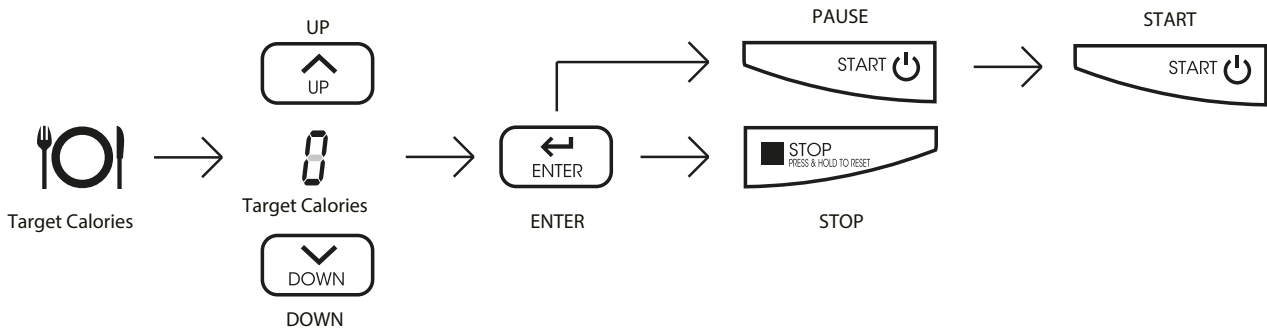 UP
UP
Target Calories
0
Target Calories
DOWN
DOWN
ENTER
ENTER
PAUSE
START
STOP
PRESS & HOLD TO RESET
STOP
START
START